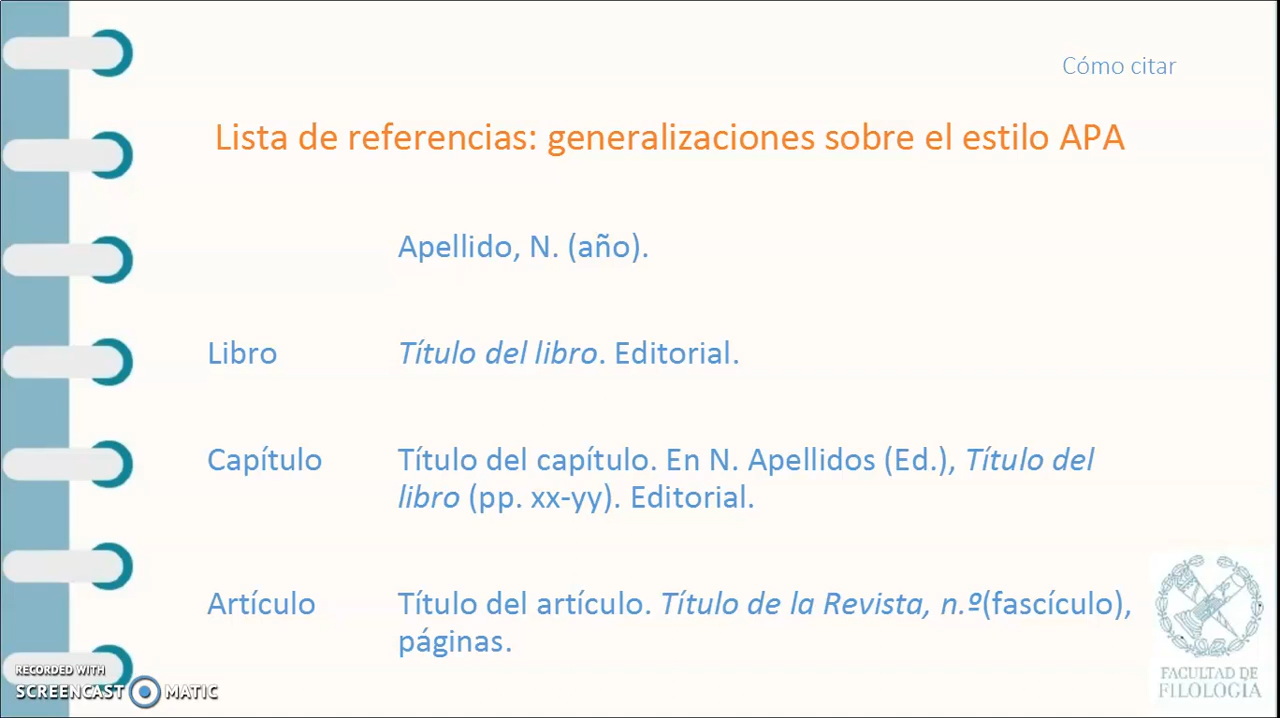 Cómo citar
Lista de referencias: generalizaciones sobre el estilo APA
Apellido, N. (año).
Libro Título del libro. Editorial.
Capítulo Título del capítulo. En N. Apellidos (Ed.), Título del
libro (pp. xx-yy). Editorial.
Artículo Título del artículo. Título de la Revista, n.º(fascículo),
páginas.
RECORDED WITH
SCREENCAST MATIC
FACULTAD DE
FILOLOGIA